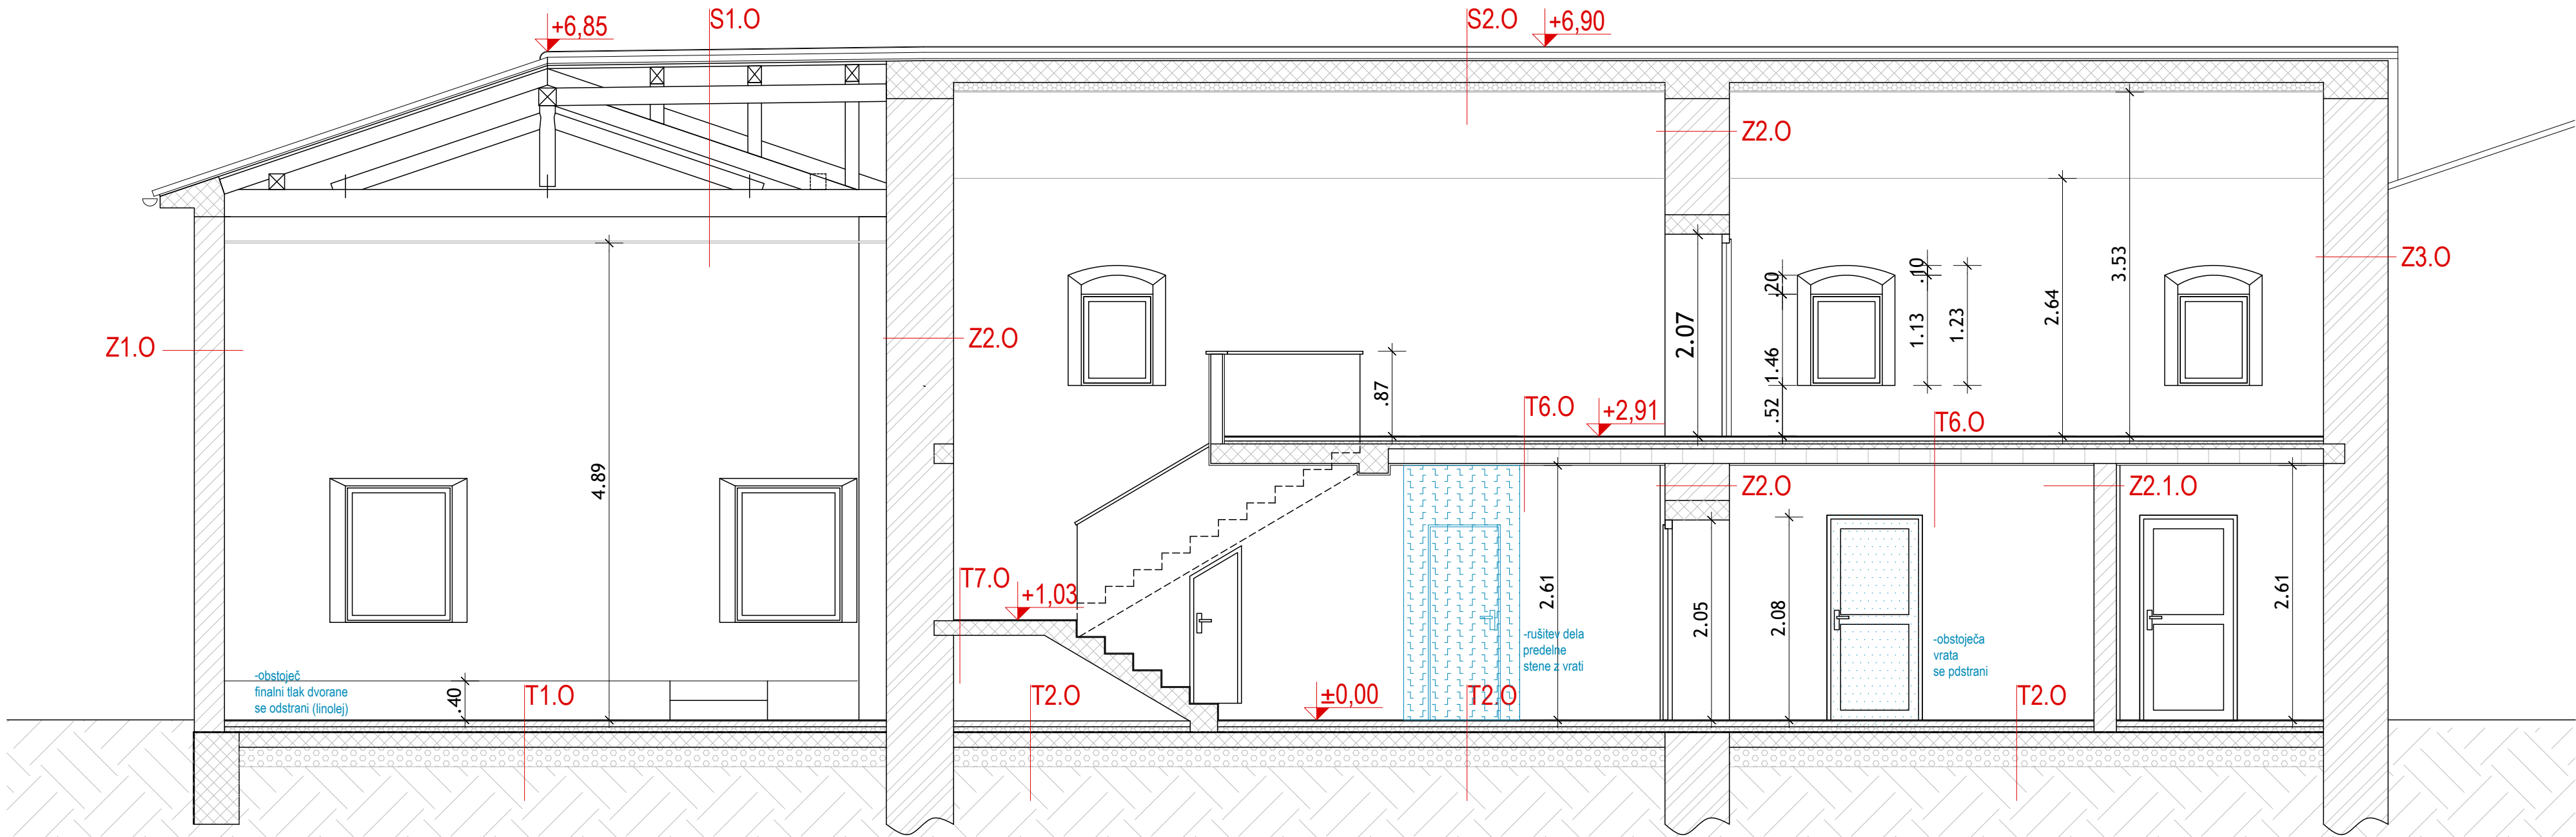 +6,85
S1.O
S2.O
+6,90
Z2.O
3.53
Z3.O
.20
.10
1.13
1.23
2.64
2.07
Z1.O
Z2.O
1.46
.87
.52
T6.O
+2,91
T6.O
4.89
Z2.O
Z2.1.O
T7.O
+1,03
2.61
2.05
2.08
2.61
-rušitev dela
predelne
stene z vrati
-obstoječa
vrata
se pdstrani
-obstoječ
finalni tlak dvorane
se odstrani (linolej)
.40
T1.O
T2.O
±0,00
T2.O
T2.O